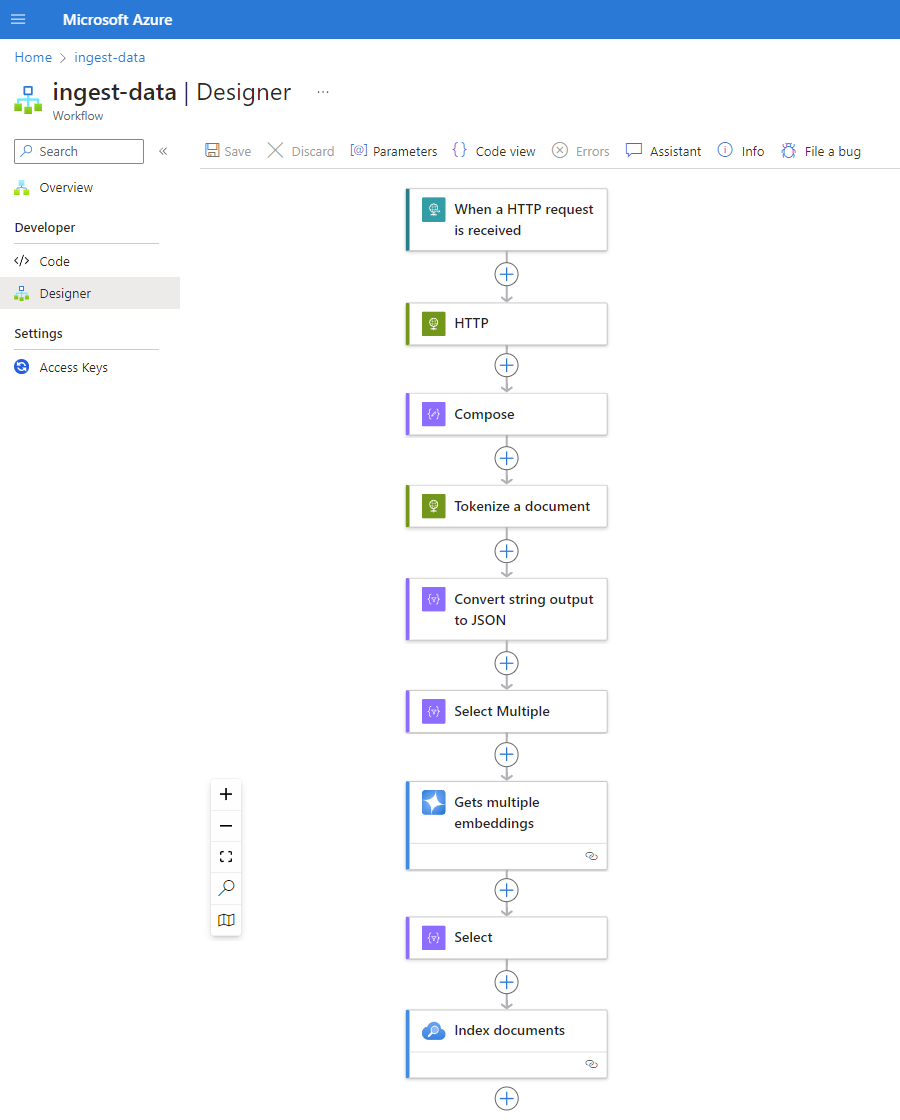 Microsoft Azure
Home > ingest-data
ingest-data | Designer ...
Workflow
Search «
Save Discard Parameters Code view Errors Assistant Info File a bug
Overview
Developer
Code
Designer
Settings
Access Keys
When a HTTP request
is received
HTTP
Compose
Tokenize a document
Convert string output
to JSON
Select Multiple
Gets multiple
embeddings
Select
Index documents